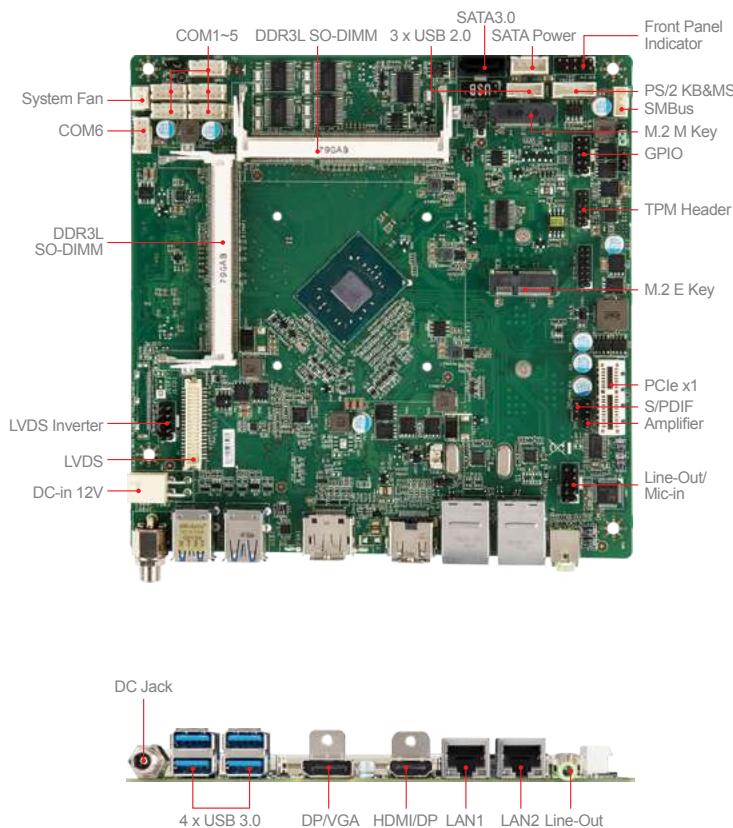 SATA3.0
COM1~5
DDR3L SO-DIMM
3 x USB 2.0
SATA Power
Front Panel
Indicator
System Fan
PS/2 KB&MS
SMBus
COM6
M.2 M Key
GPIO
790AB
TPM Header
DDR3L
SO-DIMM
790AB
M.2 E Key
PCIe x1
S/PDIF
Amplifier
LVDS Inverter
LVDS
DC-in 12V
Line-Out/
Mic-in
DC Jack
4 x USB 3.0
DP/VGA
HDMI/DP
LAN1
LAN2
Line-Out